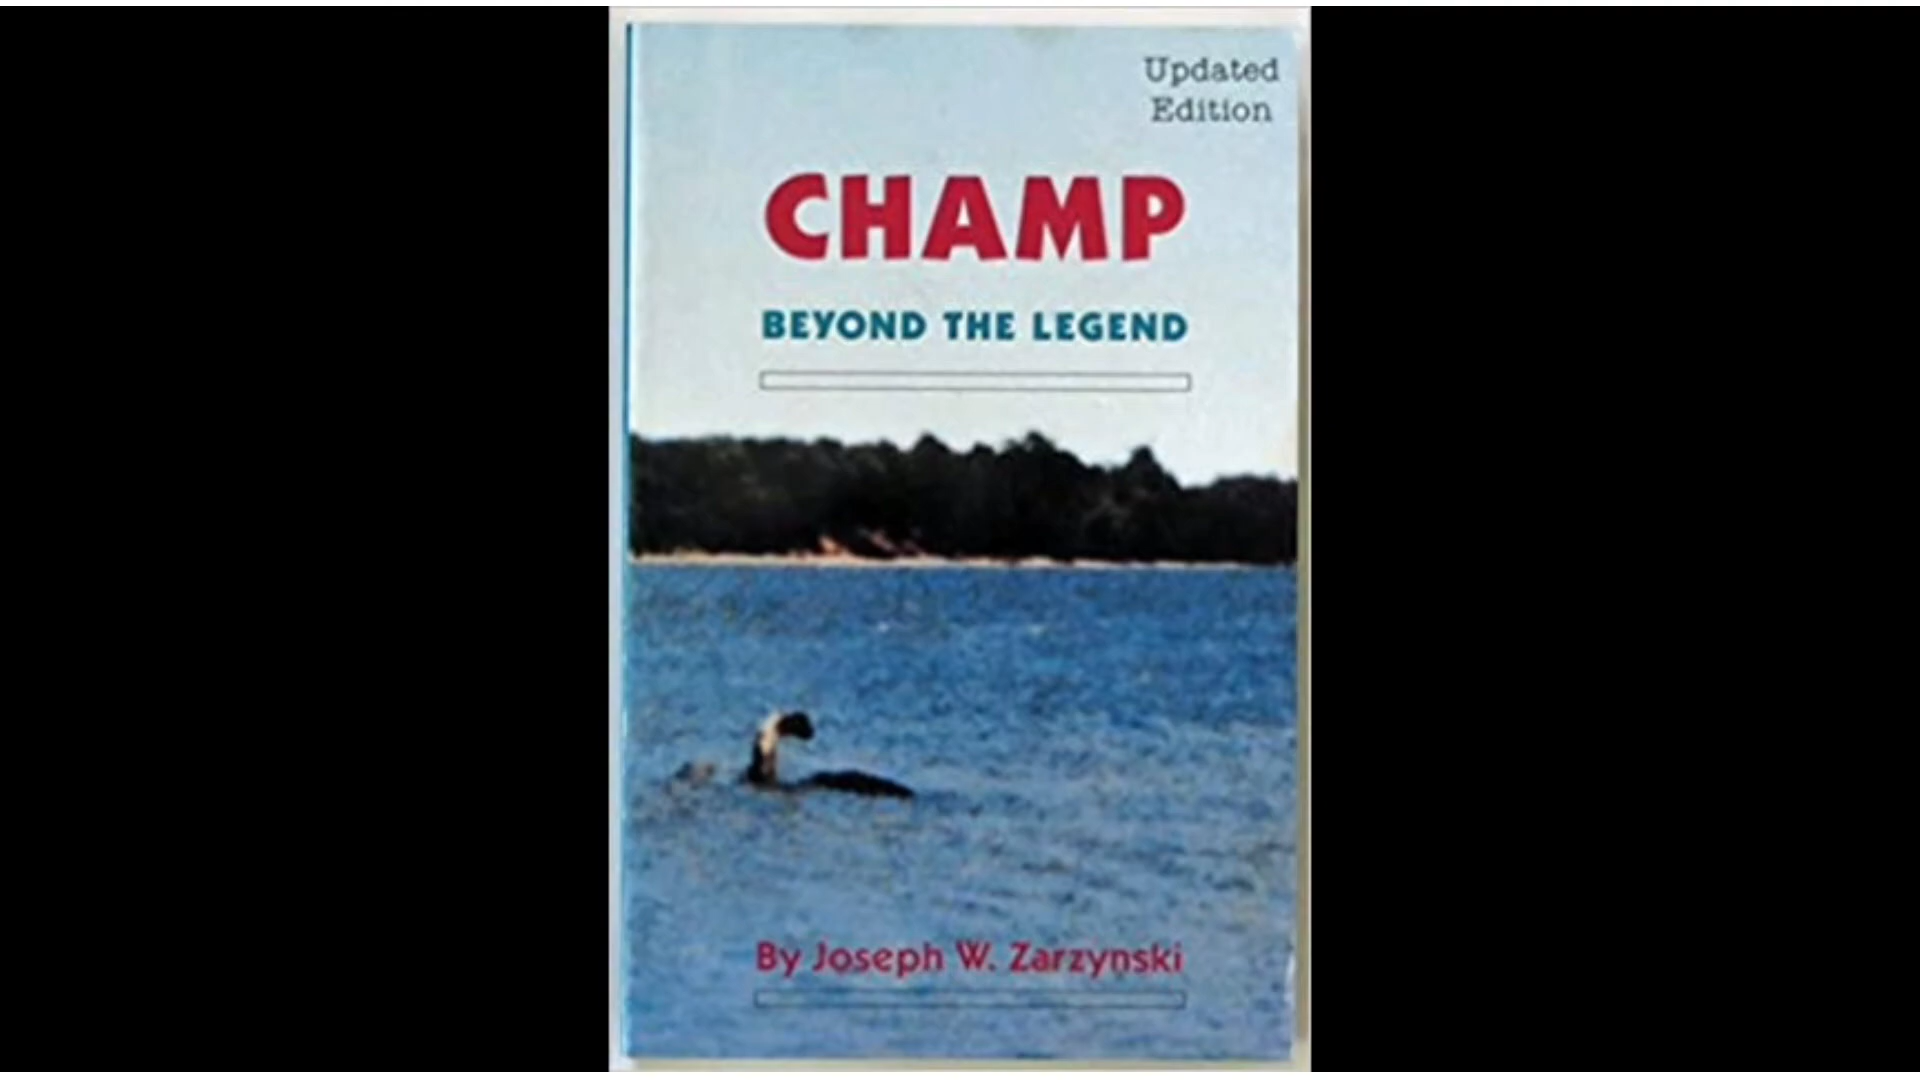 Updated
Edition
CHAMP
BEYOND THE LEGEND
By Joseph W. Zarzynski